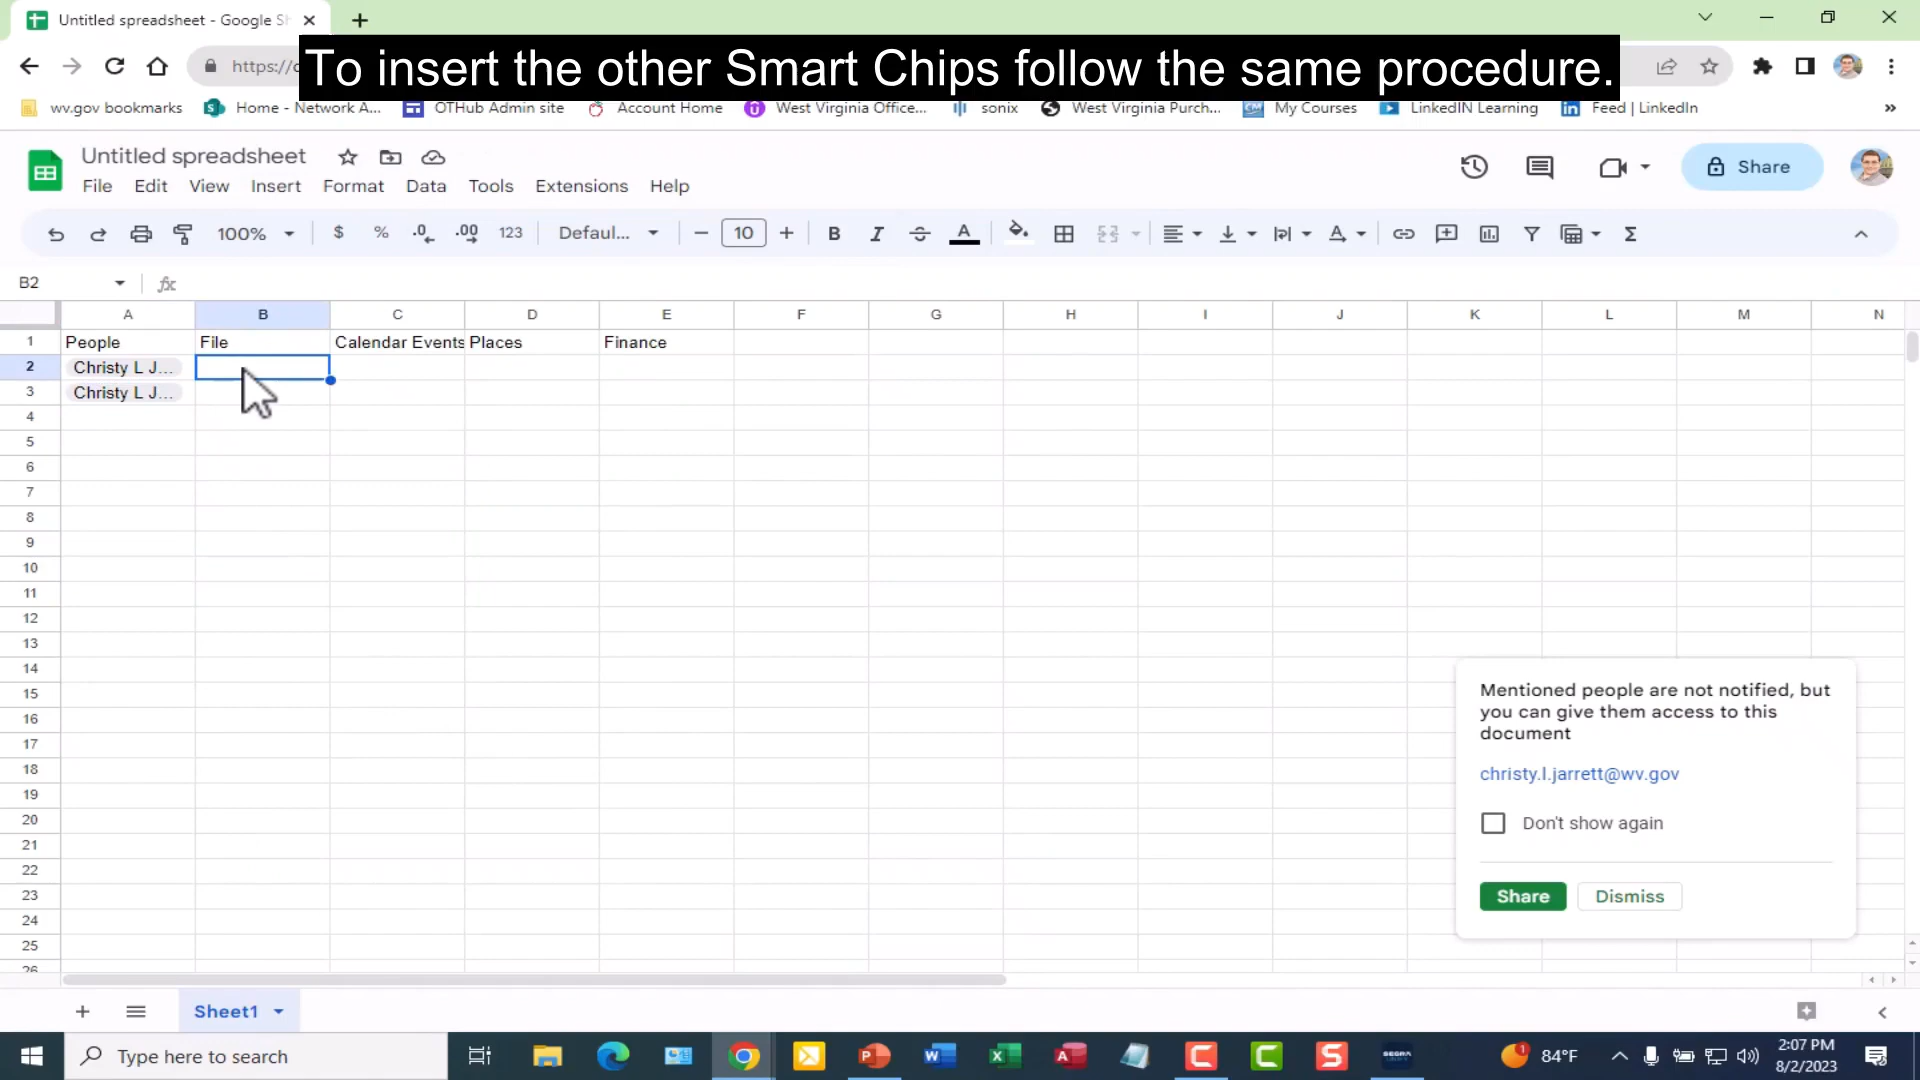 Untitled spreadsheet - Google Sh
To insert the other Smart Chips follow the same procedure.
https://d
wv.gov bookmarks Home - Network A... OTHub Admin site Account Home West Virginia Office... sonix West Virginia Purch... My Courses LinkedIN Learning Feed | LinkedIn
Untitled spreadsheet
File Edit View Insert Format Data Tools Extensions Help
Share
100% $ % .0 .00 123 Defaul... 10 B I A
B2 fx
A B C D E F G H I J K L M N
1 People File Calendar Events Places Finance
2 Christy L J...
3 Christy L J...
4
5
6
7
8
9
10
11
12
13
14
15
16
17
18
19
20
21
22
23
24
25
26
Mentioned people are not notified, but
you can give them access to this
document
christy.l.jarrett@wv.gov
Don't show again
Share Dismiss
Sheet1
Type here to search
84°F
2:07 PM
8/2/2023